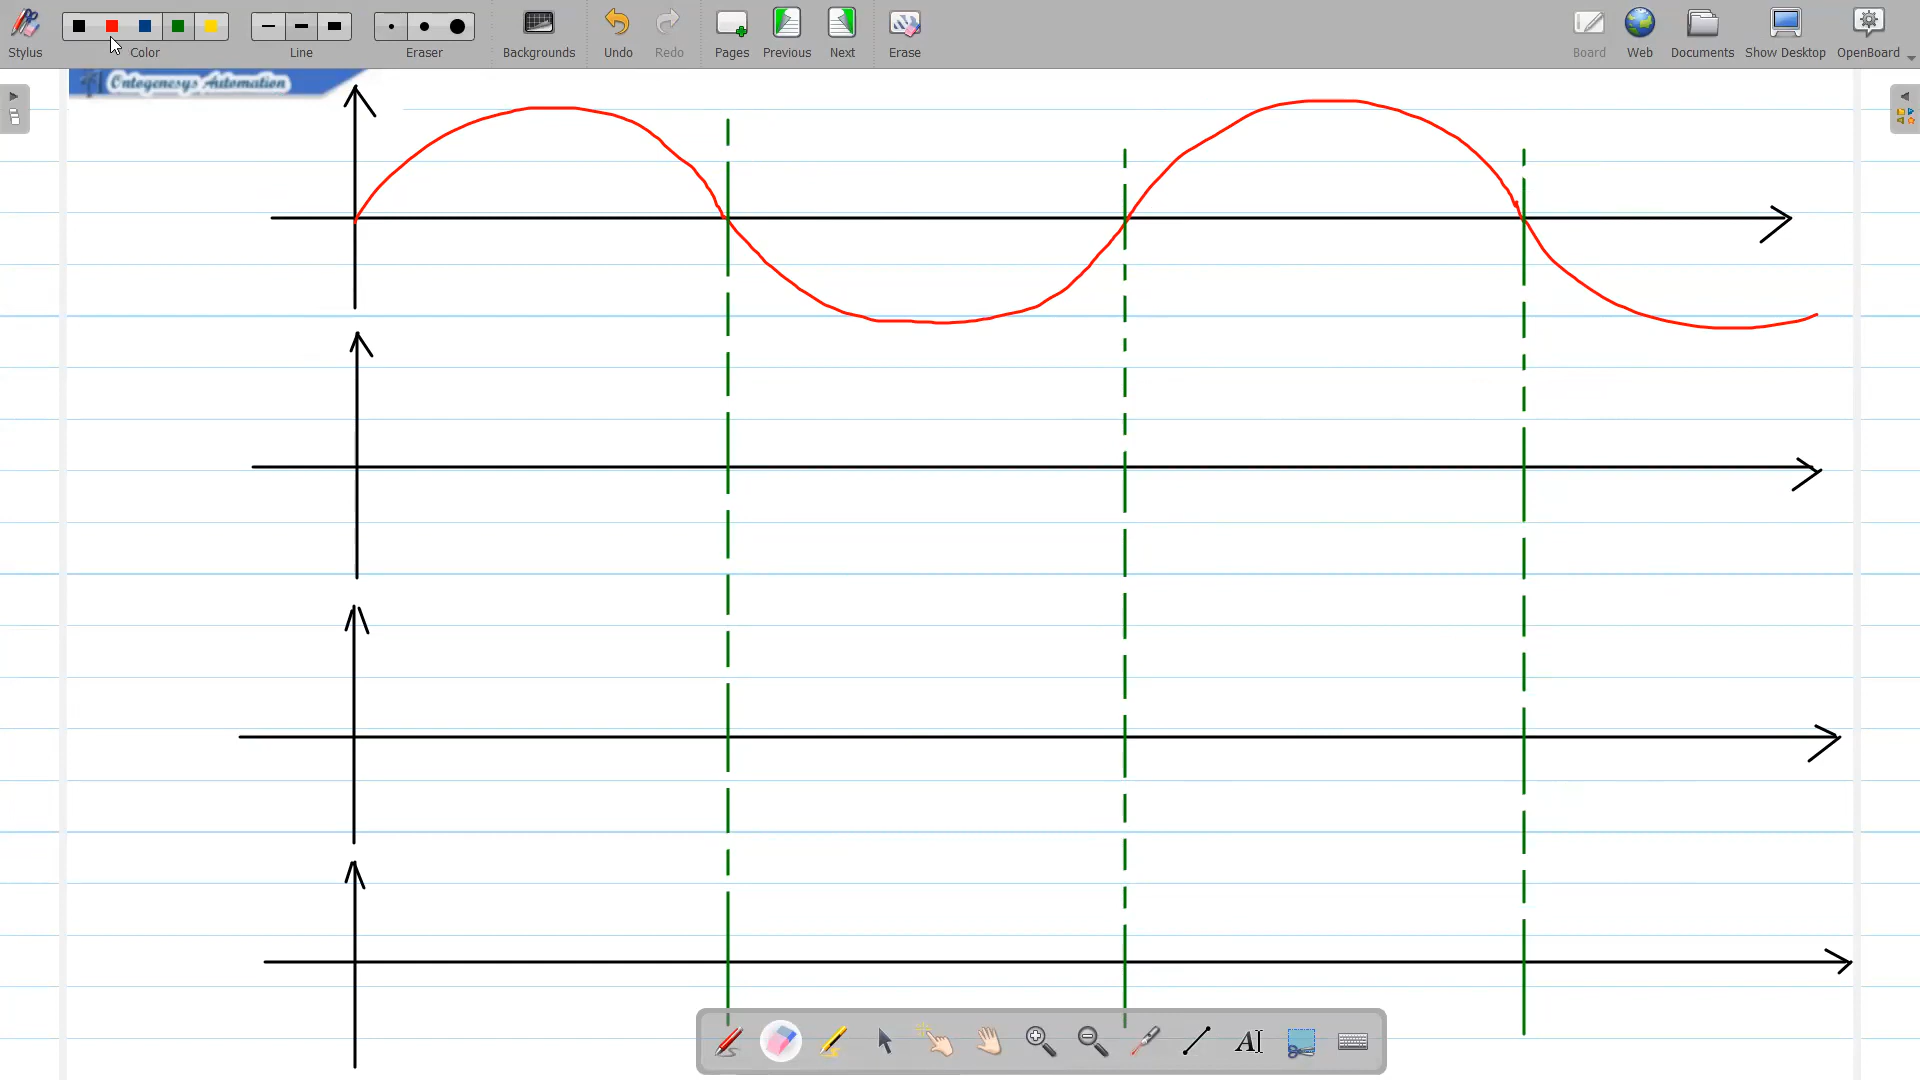 Stylus
Color
Line
Eraser
Backgrounds
Undo
Redo
Pages
Previous
Next
Erase
Board
Web
Documents
Show Desktop
OpenBoard
Ontogenesys Automation
A